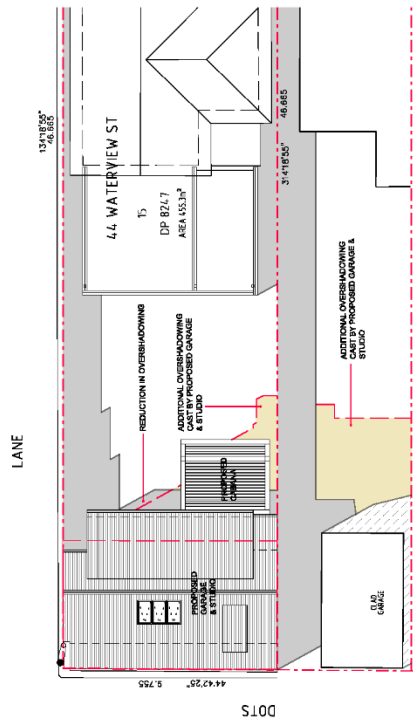 134°18'55"
46.665
44 WATERVIEW ST
15
DP 8247
AREA 455.3m²
46.665
314°18'55"
LANE
REDUCTION IN OVERSHADOWING
ADDITIONAL OVERSHADOWING
CAST BY PROPOSED GARAGE
& STUDIO
ADDITIONAL OVERSHADOWING
CAST BY PROPOSED GARAGE &
STUDIO
PROPOSED
CABANA
PROPOSED
GARAGE
& STUDIO
CLAD
GARAGE
9.755
44°42'25"
DOTS